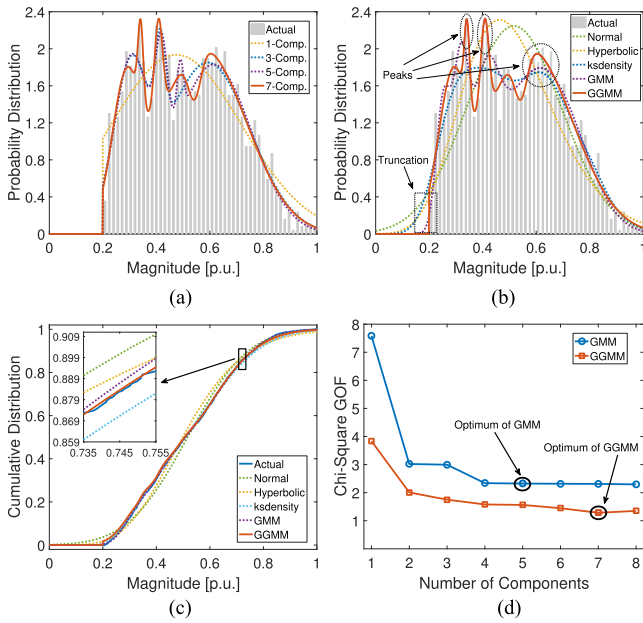 2.4
2
1.6
1.2
0.8
0.4
0
Probability Distribution
Actual
1-Comp.
3-Comp.
5-Comp.
7-Comp.
0 0.2 0.4 0.6 0.8 1
Magnitude [p.u.]
(a)
2.4
2
1.6
1.2
0.8
0.4
0
Probability Distribution
Peaks
Truncation
Actual
Normal
Hyperbolic
ksdensity
GMM
GGMM
0 0.2 0.4 0.6 0.8 1
Magnitude [p.u.]
(b)
1
0.8
0.6
0.4
0.2
0
Cumulative Distribution
0.909
0.899
0.889
0.879
0.869
0.859
0.735 0.745 0.755
Actual
Normal
Hyperbolic
ksdensity
GMM
GGMM
0 0.2 0.4 0.6 0.8 1
Magnitude [p.u.]
(c)
8
7
6
5
4
3
2
1
Chi-Square GOF
GMM
GGMM
Optimum of GMM
Optimum of GGMM
1 2 3 4 5 6 7 8
Number of Components
(d)